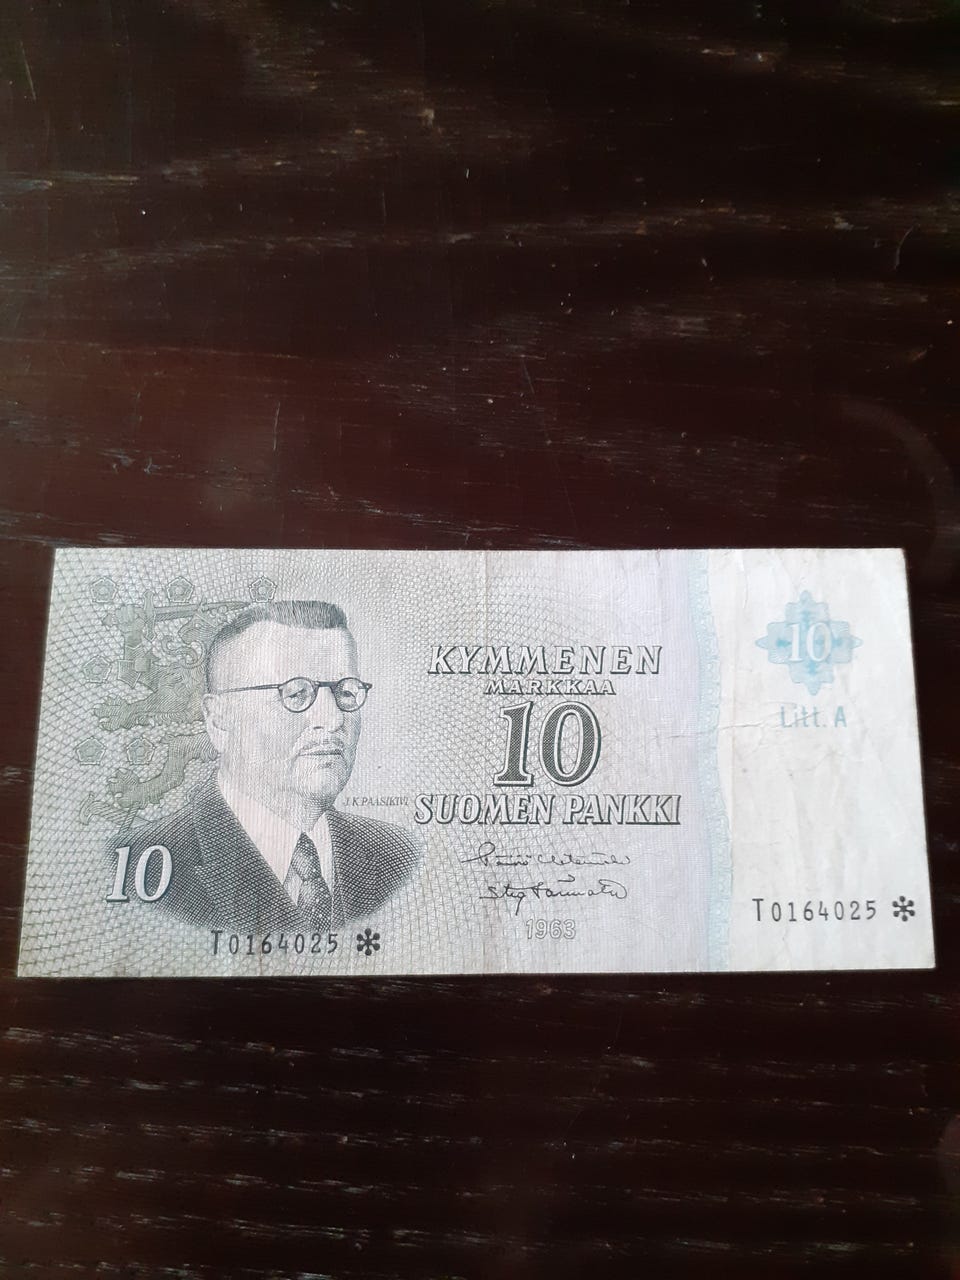 KYMMENEN
MARKKAA
10
SUOMEN PANKKI
1963
J.K.PAASIKIVI
10
T0164025 *
10
Litt. A
T0164025 *